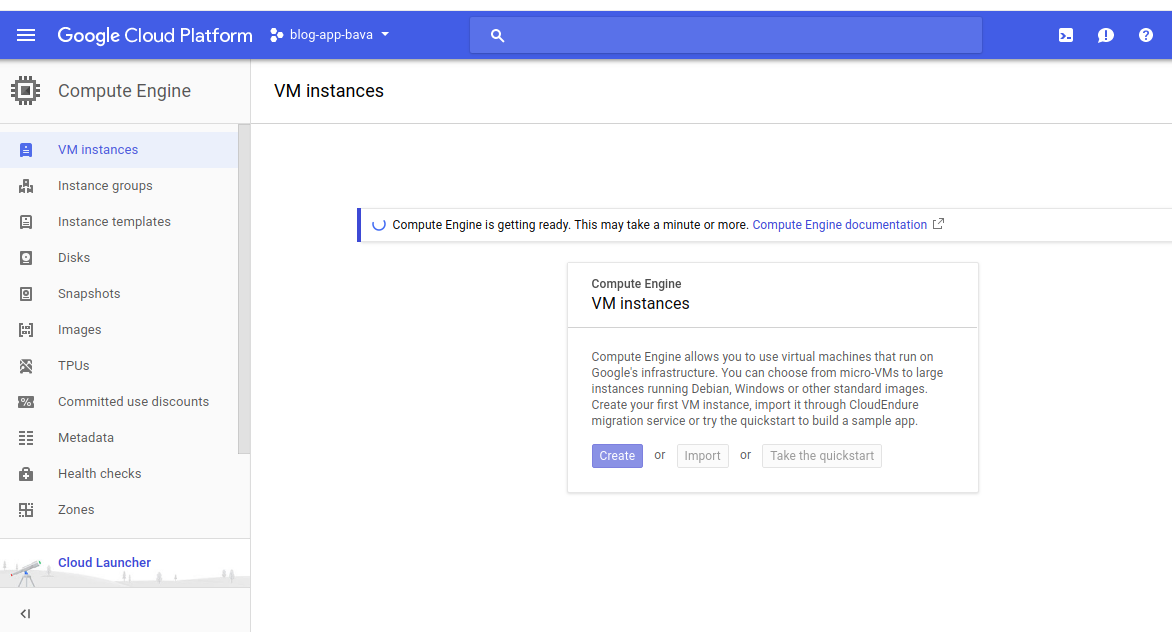 Google Cloud Platform blog-app-bava
Compute Engine
VM instances
VM instances
Instance groups
Instance templates
Disks
Snapshots
Images
TPUs
Committed use discounts
Metadata
Health checks
Zones
Cloud Launcher
Compute Engine is getting ready. This may take a minute or more. Compute Engine documentation
Compute Engine
VM instances
Compute Engine allows you to use virtual machines that run on
Google's infrastructure. You can choose from micro-VMs to large
instances running Debian, Windows or other standard images.
Create your first VM instance, import it through CloudEndure
migration service or try the quickstart to build a sample app.
Create or Import or Take the quickstart